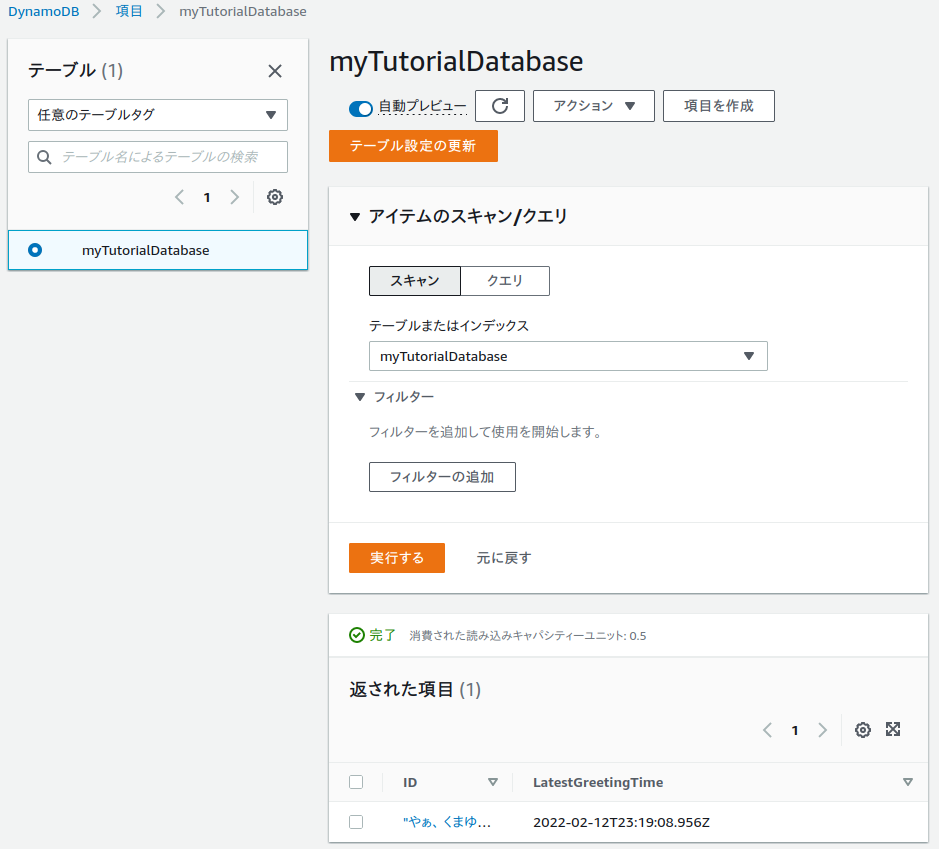 DynamoDB > 項目 > myTutorialDatabase
テーブル (1)
任意のテーブルタグ
テーブル名によるテーブルの検索
1
myTutorialDatabase
myTutorialDatabase
自動プレビュー
アクション
項目を作成
テーブル設定の更新
アイテムのスキャン/クエリ
スキャン クエリ
テーブルまたはインデックス
myTutorialDatabase
フィルター
フィルターを追加して使用を開始します。
フィルターの追加
実行する 元に戻す
完了 消費された読み込みキャパシティーユニット: 0.5
返された項目 (1)
1
ID LatestGreetingTime
"やぁ、くまゆ... 2022-02-12T23:19:08.956Z